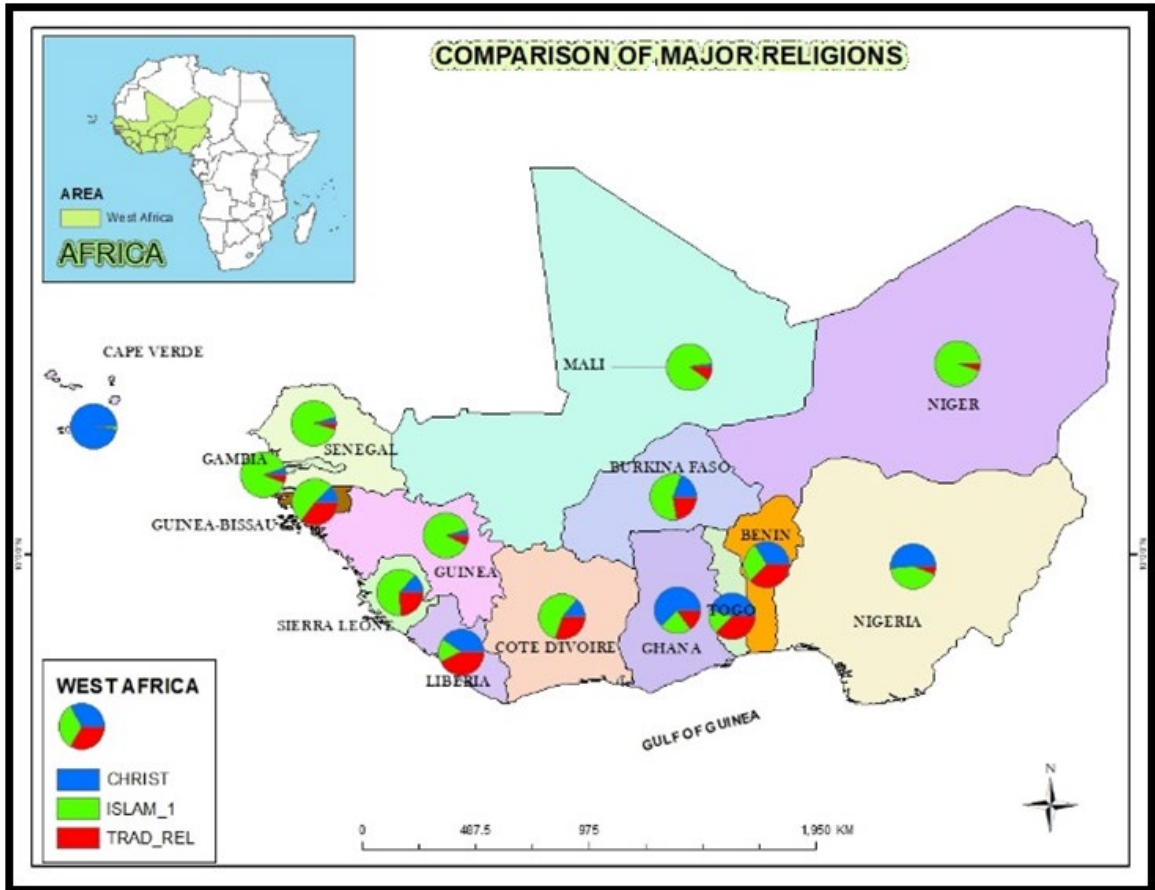 COMPARISON OF MAJOR RELIGIONS
AREA
West Africa
AFRICA
CAPE VERDE
MALI
NIGER
SENEGAL
GAMBIA
BURKINA FASO
GUINEA-BISSAU
BENIN
GUINEA
TOGO
NIGERIA
SIERRA LEONE
COTE DIVOIRE
GHANA
LIBERIA
GULF OF GUINEA
WEST AFRICA
CHRIST
ISLAM_1
TRAD_REL
N
0 487.5 975 1,950 KM